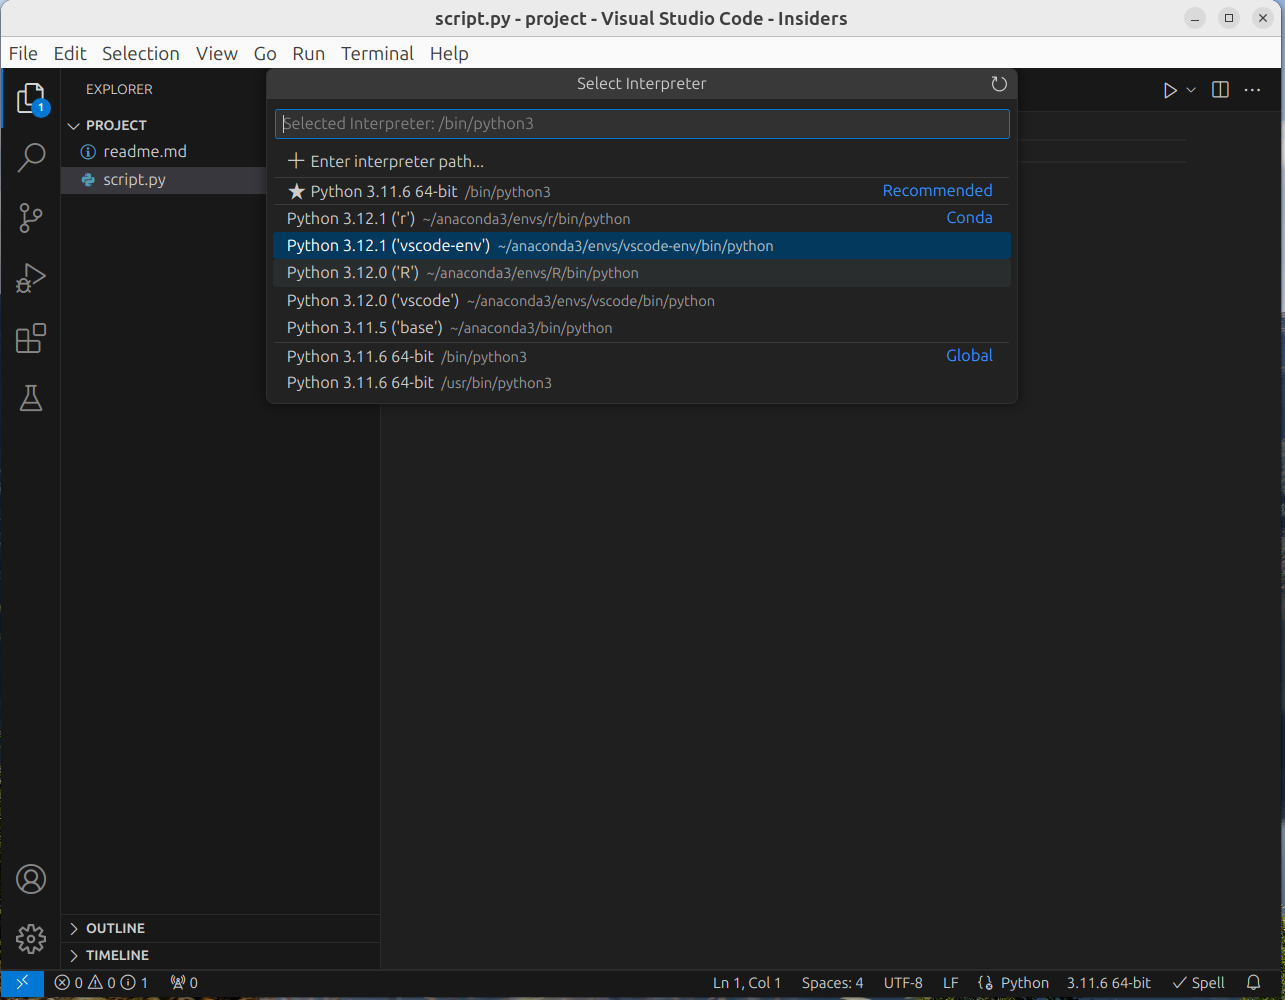 script.py - project - Visual Studio Code - Insiders
File Edit Selection View Go Run Terminal Help
EXPLORER
Select Interpreter
1
Selected Interpreter: /bin/python3
PROJECT
readme.md
script.py
Enter interpreter path...
Python 3.11.6 64-bit /bin/python3 Recommended
Python 3.12.1 ('r') ~/anaconda3/envs/r/bin/python Conda
Python 3.12.1 ('vscode-env') ~/anaconda3/envs/vscode-env/bin/python
Python 3.12.0 ('R') ~/anaconda3/envs/R/bin/python
Python 3.12.0 ('vscode') ~/anaconda3/envs/vscode/bin/python
Python 3.11.5 ('base') ~/anaconda3/bin/python
Python 3.11.6 64-bit /bin/python3 Global
Python 3.11.6 64-bit /usr/bin/python3
OUTLINE
TIMELINE
0 0 1 0 Ln 1, Col 1 Spaces: 4 UTF-8 LF Python 3.11.6 64-bit Spell